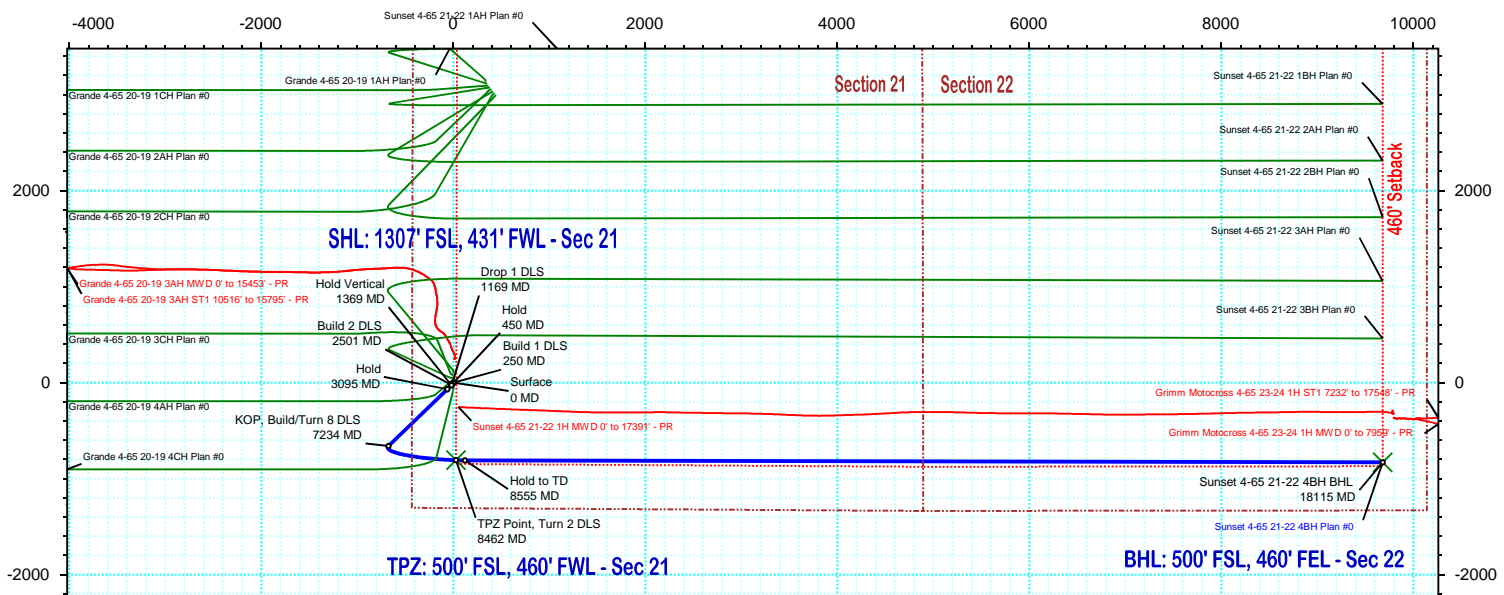 Sunset 4-65 21-22 1AH Plan #0
-4000
-2000
0
2000
4000
6000
8000
10000
Grande 4-65 20-19 1AH Plan #0
Section 21
Section 22
Sunset 4-65 21-22 1BH Plan #0
Grande 4-65 20-19 1CH Plan #0
Sunset 4-65 21-22 2AH Plan #0
Grande 4-65 20-19 2AH Plan #0
Sunset 4-65 21-22 2BH Plan #0
460' Setback
2000
2000
Grande 4-65 20-19 2CH Plan #0
SHL: 1307' FSL, 431' FWL - Sec 21
Sunset 4-65 21-22 3AH Plan #0
Grande 4-65 20-19 3AH MWD 0' to 15453' - PR
Grande 4-65 20-19 3AH ST1 10516' to 15795' - PR
Hold Vertical
1369 MD
Drop 1 DLS
1169 MD
Build 2 DLS
2501 MD
Hold
450 MD
Sunset 4-65 21-22 3BH Plan #0
Grande 4-65 20-19 3CH Plan #0
Build 1 DLS
250 MD
Hold
3095 MD
Surface
0 MD
0
0
Grande 4-65 20-19 4AH Plan #0
Grimm Motocross 4-65 23-24 1H ST1 7232' to 17548' - PR
KOP, Build/Turn 8 DLS
7234 MD
Sunset 4-65 21-22 1H MWD 0' to 17391' - PR
Grimm Motocross 4-65 23-24 1H MWD 0' to 7959' - PR
Grande 4-65 20-19 4CH Plan #0
Hold to TD
8555 MD
Sunset 4-65 21-22 4BH BHL
18115 MD
TPZ Point, Turn 2 DLS
8462 MD
Sunset 4-65 21-22 4BH Plan #0
TPZ: 500' FSL, 460' FWL - Sec 21
BHL: 500' FSL, 460' FEL - Sec 22
-2000
-2000